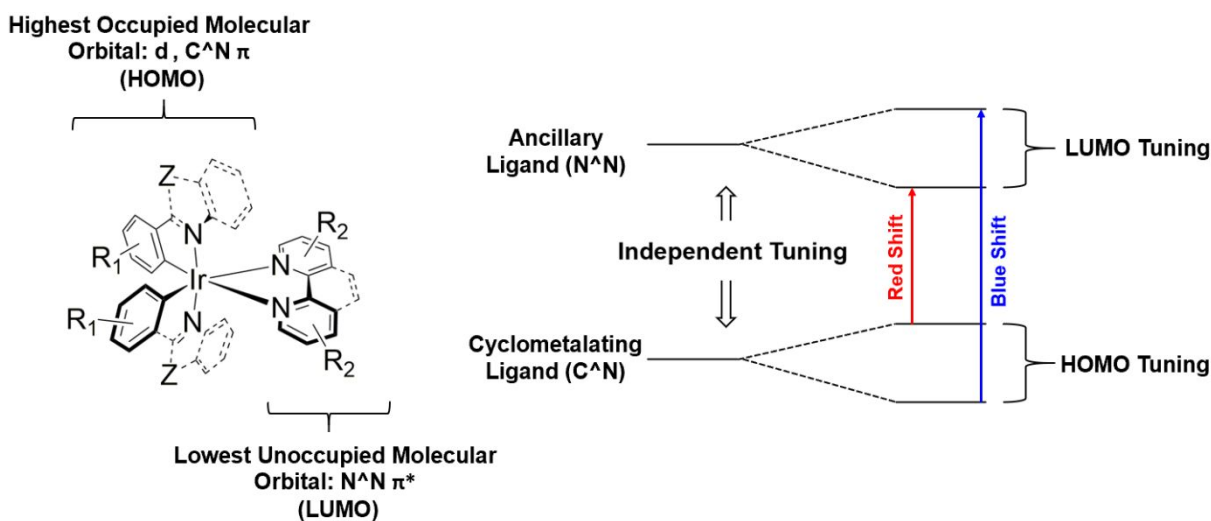 Highest Occupied Molecular
Orbital: d , C^N π
(HOMO)
Z
N
R1
Ir
N
R1
Z
R2
N
N
R2
Lowest Unoccupied Molecular
Orbital: N^N π*
(LUMO)
Ancillary
Ligand (N^N)
Independent Tuning
Cyclometalating
Ligand (C^N)
Red Shift
Blue Shift
LUMO Tuning
HOMO Tuning